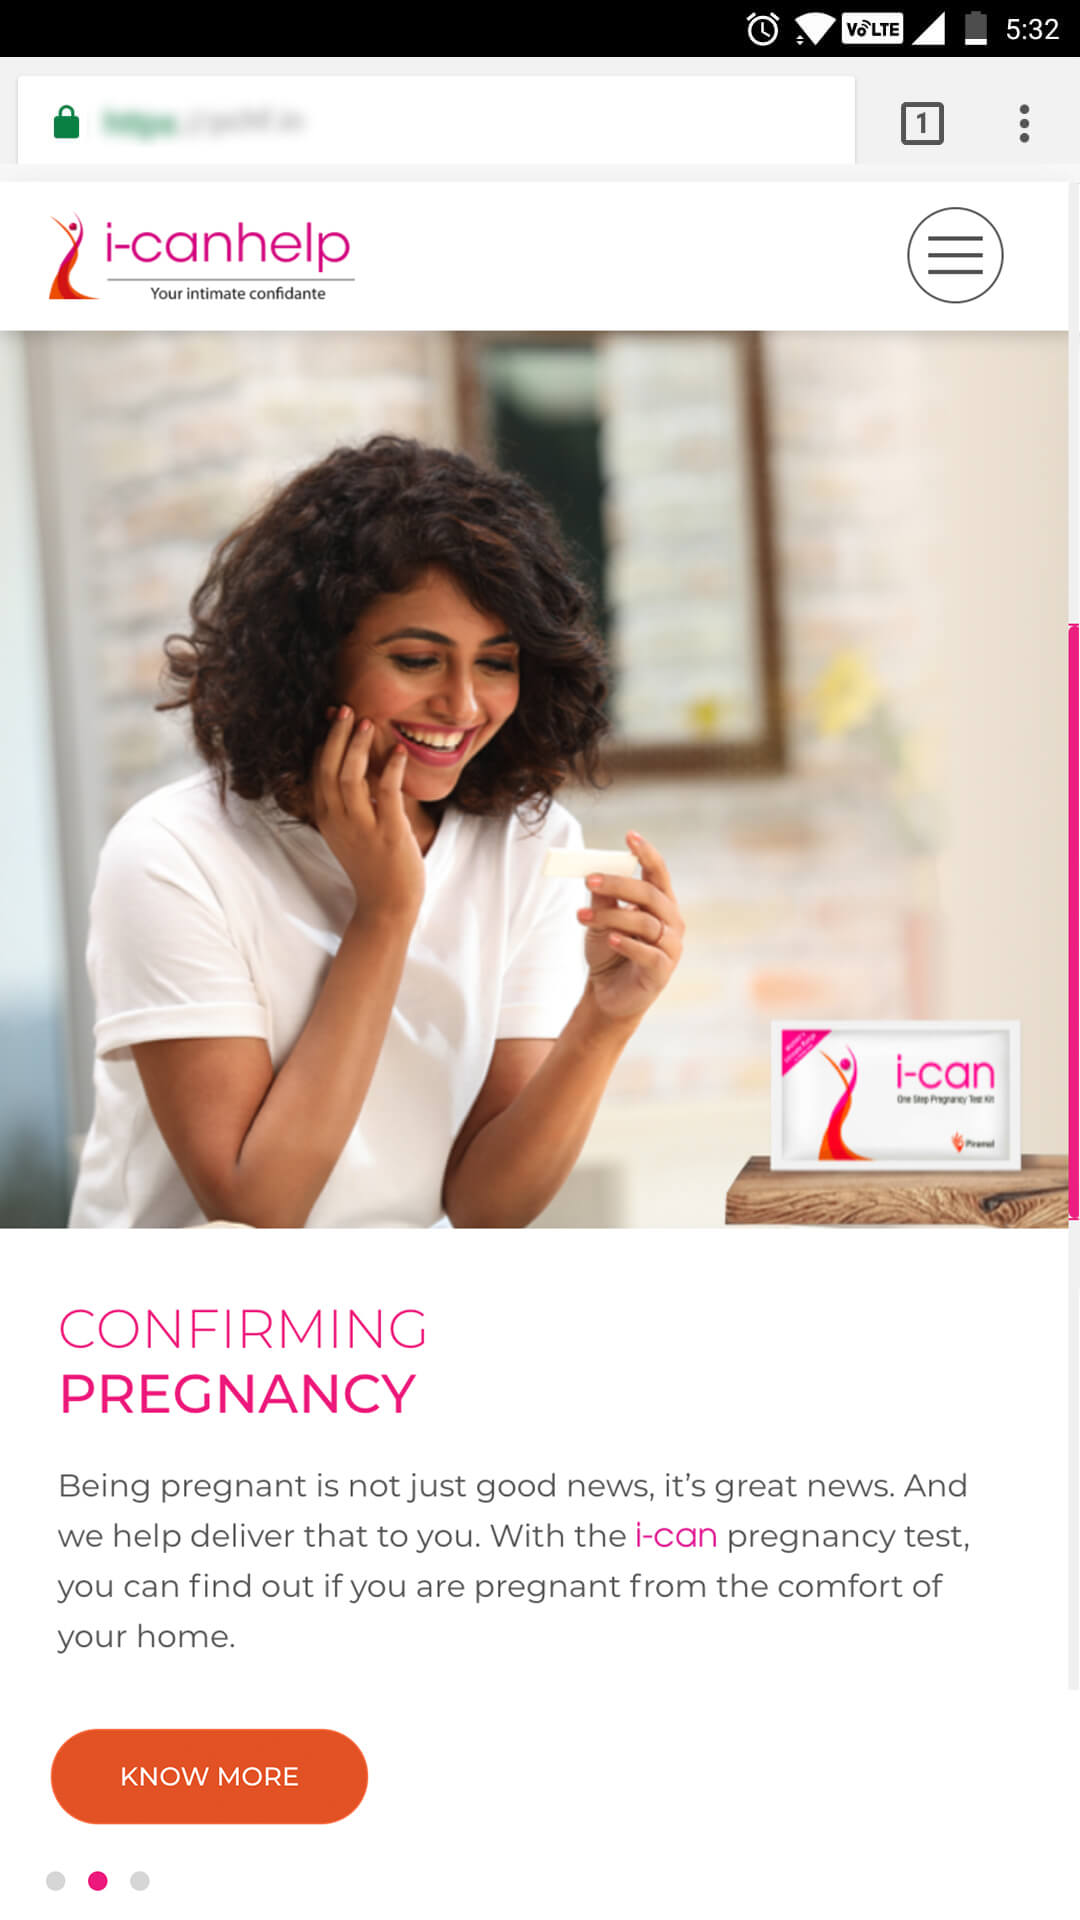 VoLTE 5:32
1
i-canhelp
Your intimate confidante
i-can
One Step Pregnancy Test Kit
Piramal
CONFIRMING
PREGNANCY
Being pregnant is not just good news, it’s great news. And
we help deliver that to you. With the i-can pregnancy test,
you can find out if you are pregnant from the comfort of
your home.
KNOW MORE